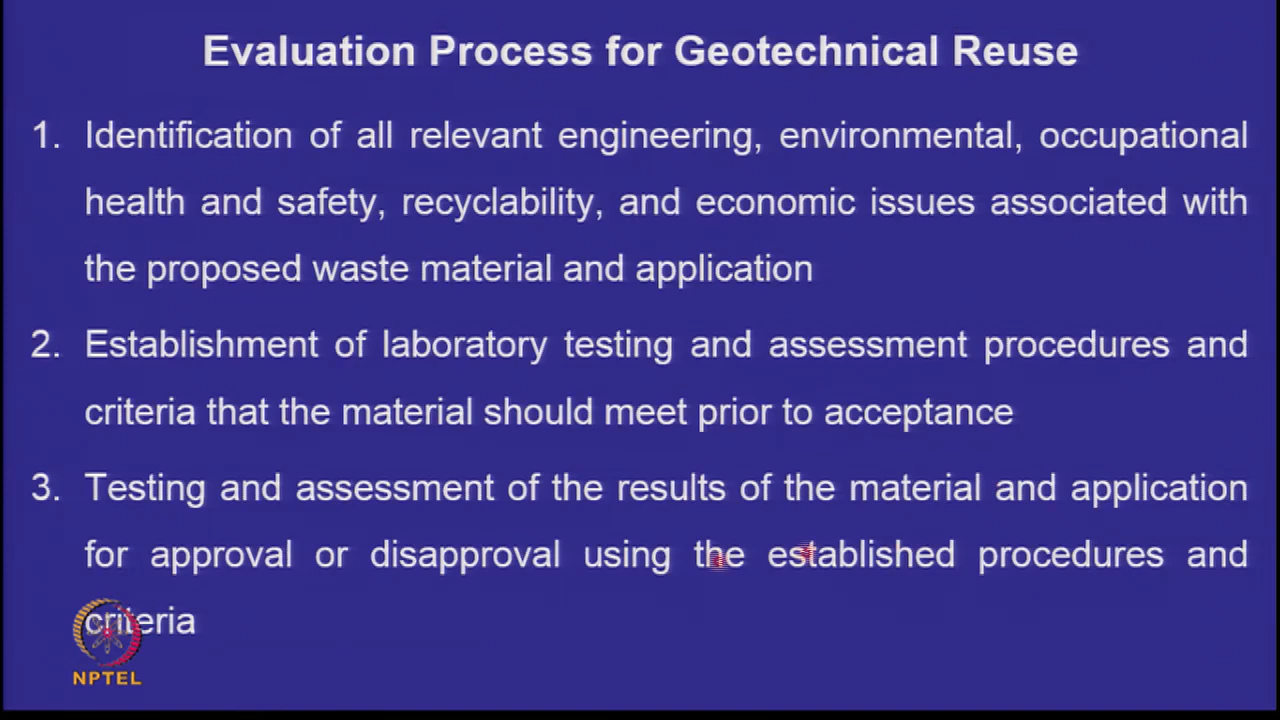 Evaluation Process for Geotechnical Reuse
1. Identification of all relevant engineering, environmental, occupational
health and safety, recyclability, and economic issues associated with
the proposed waste material and application
2. Establishment of laboratory testing and assessment procedures and
criteria that the material should meet prior to acceptance
3. Testing and assessment of the results of the material and application
for approval or disapproval using the established procedures and
criteria
NPTEL